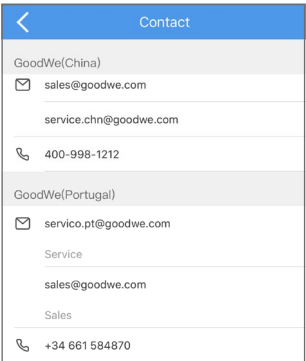 Contact
GoodWe(China)
sales@goodwe.com
service.chn@goodwe.com
400-998-1212
GoodWe(Portugal)
servico.pt@goodwe.com
Service
sales@goodwe.com
Sales
+34 661 584870